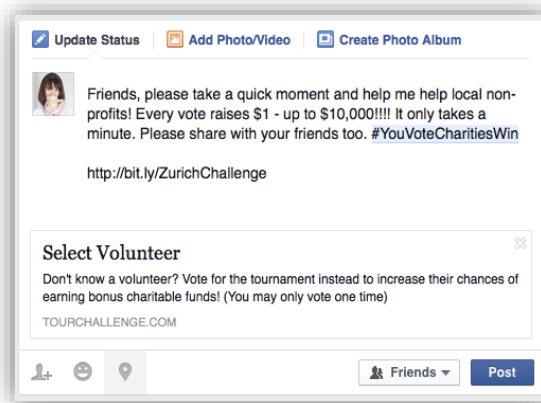 Update Status Add Photo/Video Create Photo Album
Friends, please take a quick moment and help me help local non-
profits! Every vote raises $1 - up to $10,000!!!! It only takes a
minute. Please share with your friends too. #YouVoteCharitiesWin
http://bit.ly/ZurichChallenge
Select Volunteer
Don't know a volunteer? Vote for the tournament instead to increase their chances of
earning bonus charitable funds! (You may only vote one time)
TOURCHALLENGE.COM
Friends Post